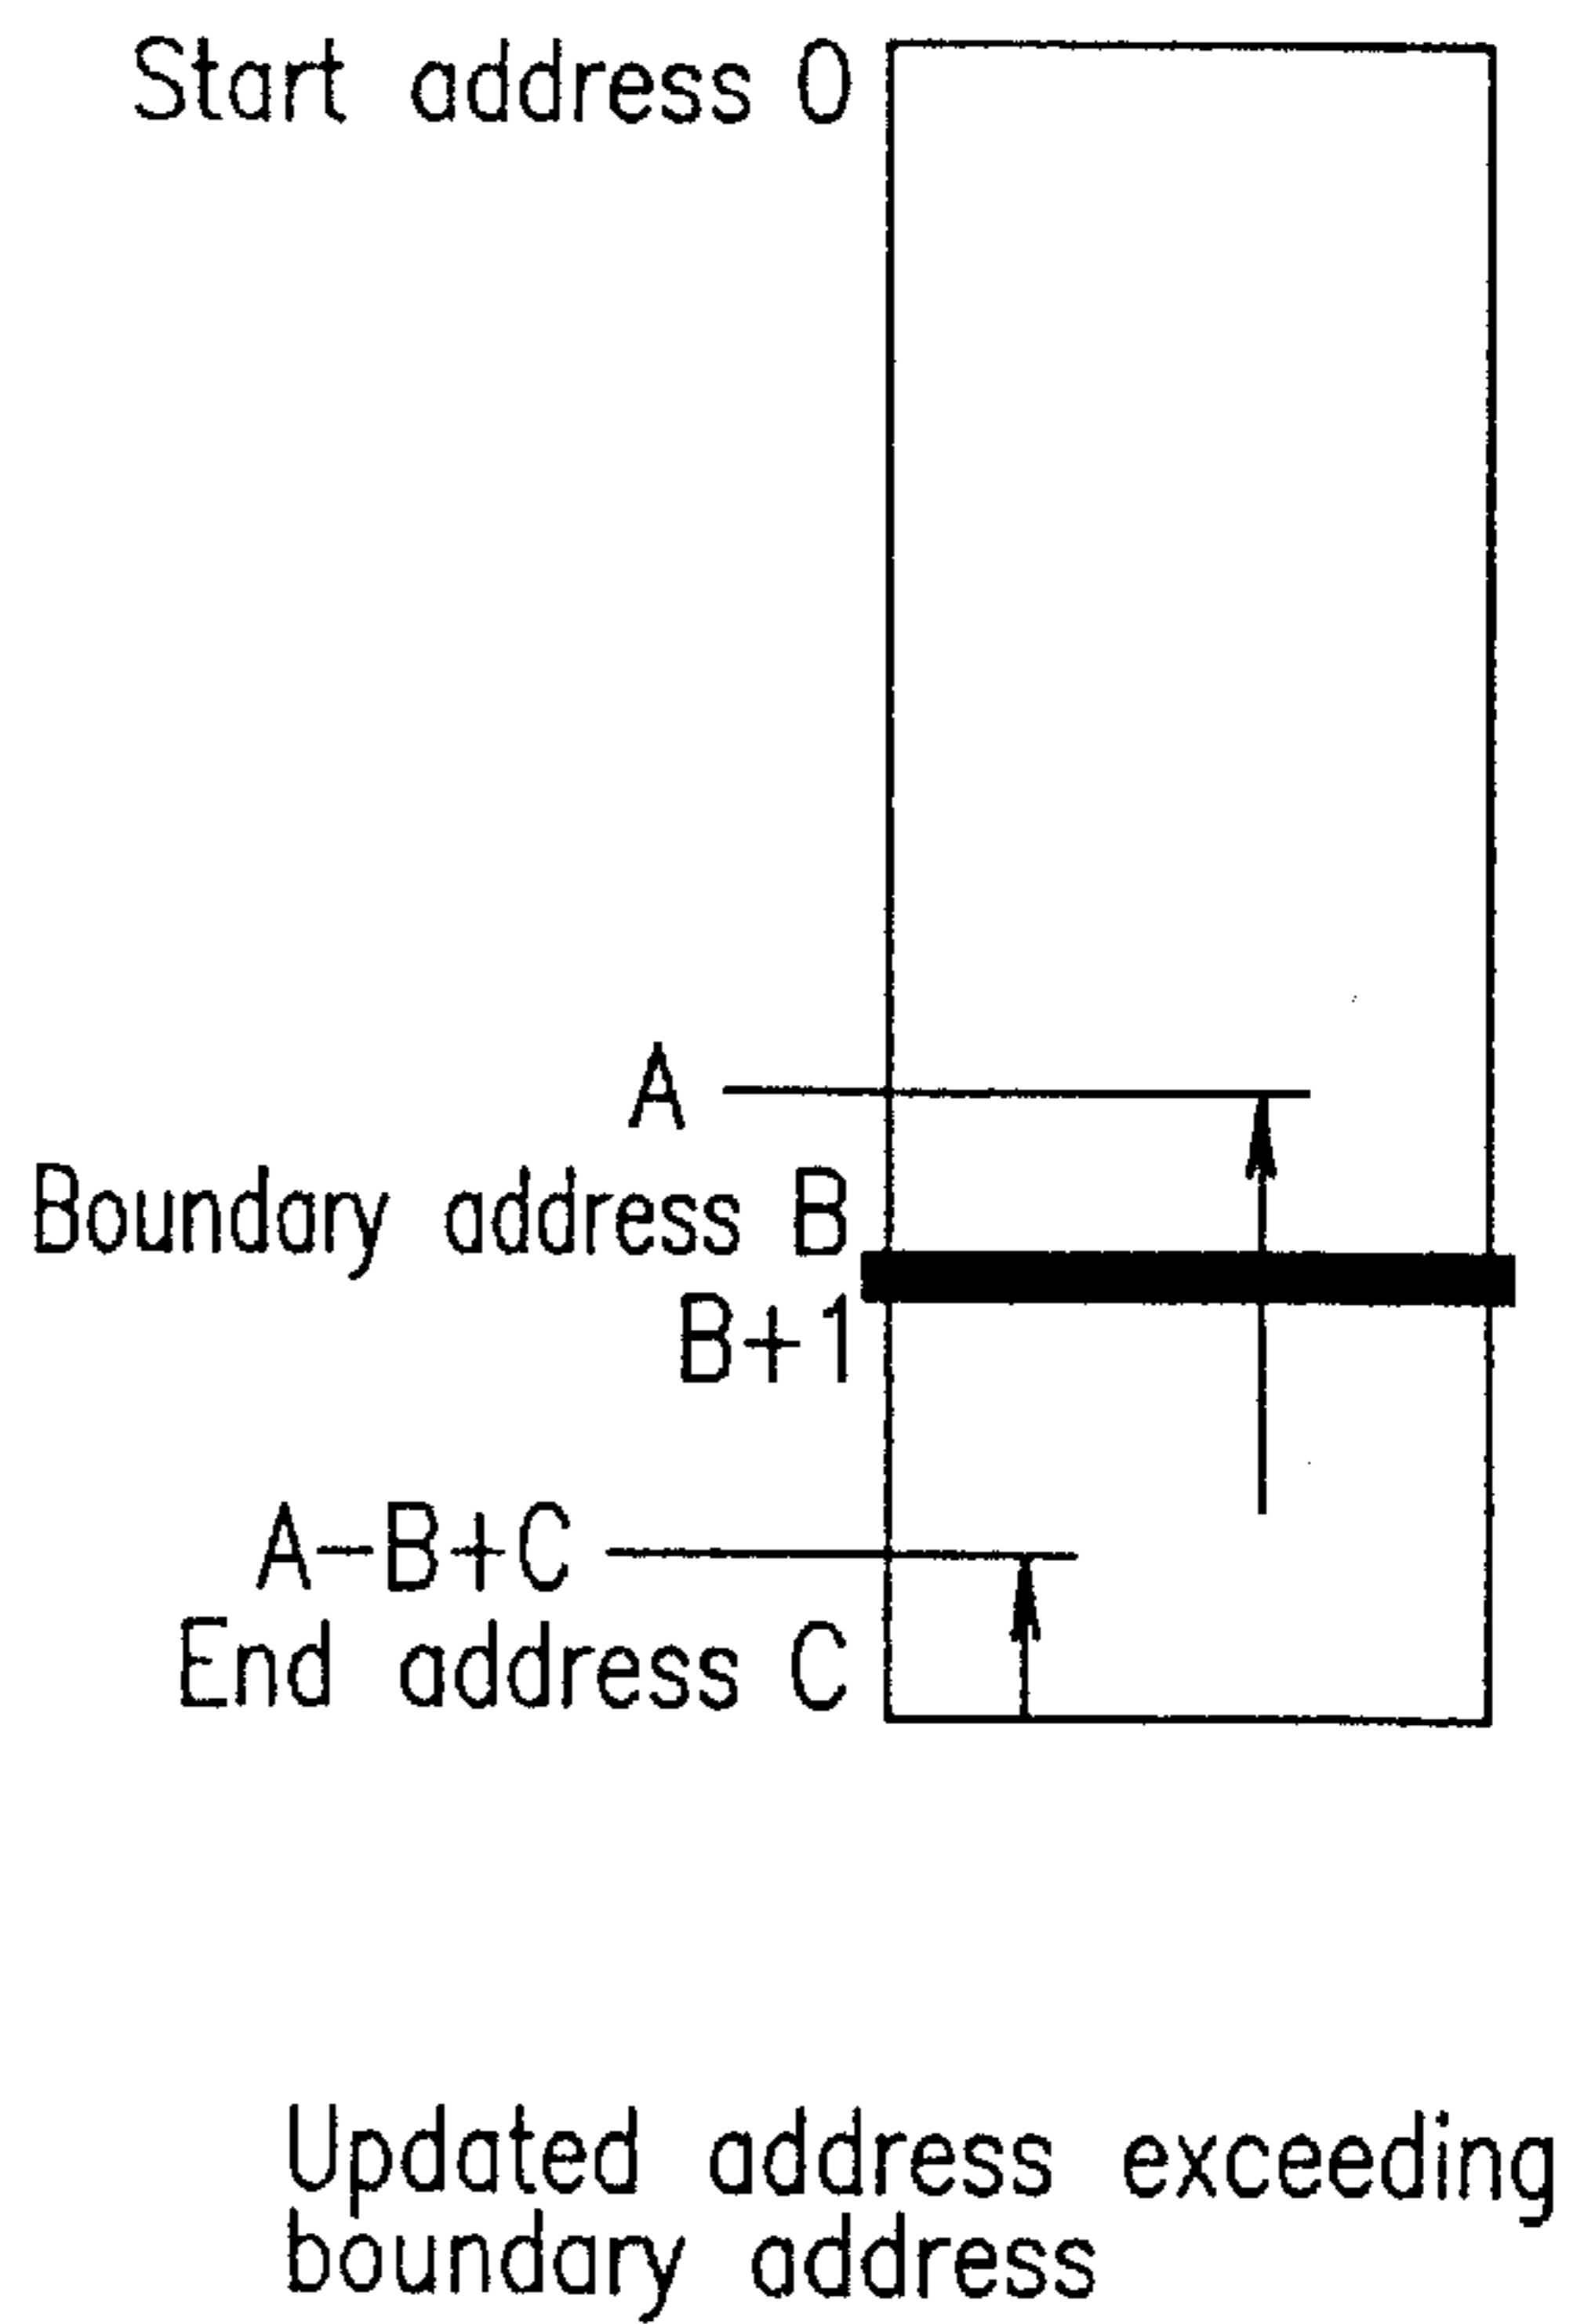 Start address 0
A
Boundary address B
B+1
A-B+C
End address C
Updated address exceeding
boundary address